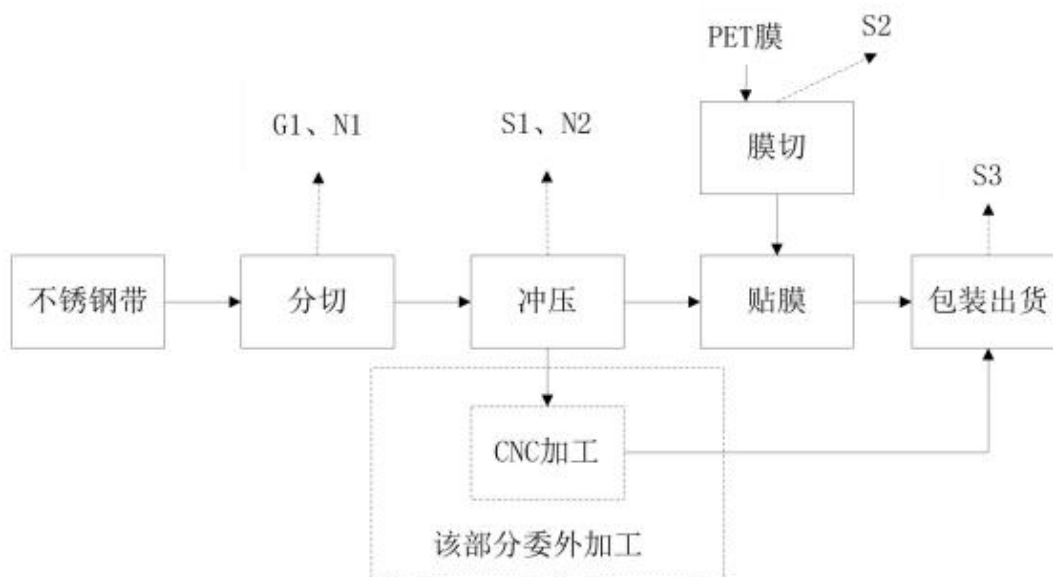 PET膜
S2
G1、N1
S1、N2
膜切
S3
不锈钢带
分切
冲压
贴膜
包装出货
CNC加工
该部分委外加工